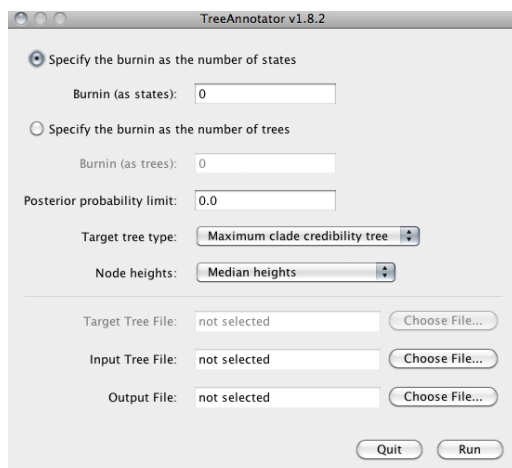 TreeAnnotator v1.8.2
Specify the burnin as the number of states
Burnin (as states): 0
Specify the burnin as the number of trees
Burnin (as trees): 0
Posterior probability limit: 0.0
Target tree type: Maximum clade credibility tree
Node heights: Median heights
Target Tree File: not selected Choose File...
Input Tree File: not selected Choose File...
Output File: not selected Choose File...
Quit Run